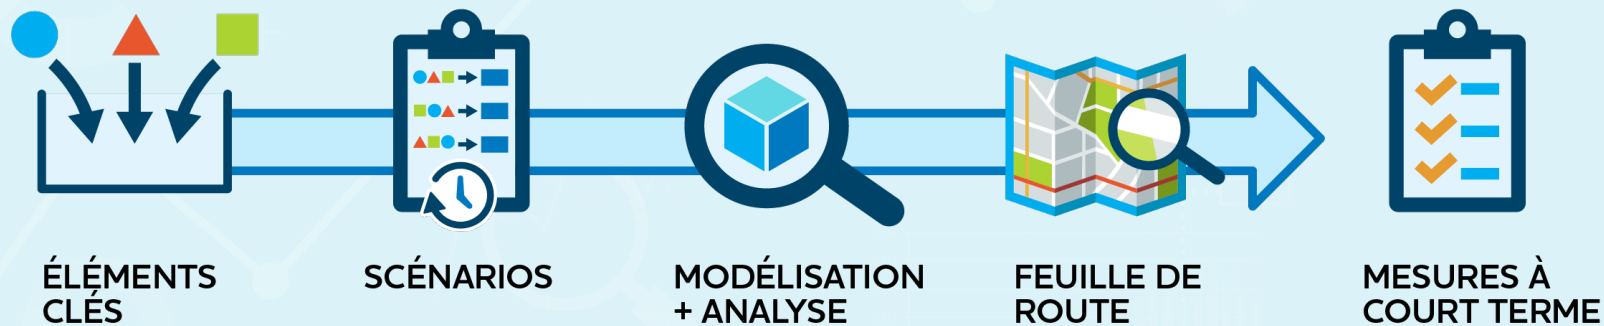 ÉLÉMENTS
CLÉS
SCÉNARIOS
MODÉLISATION
+ ANALYSE
FEUILLE DE
ROUTE
MESURES À
COURT TERME